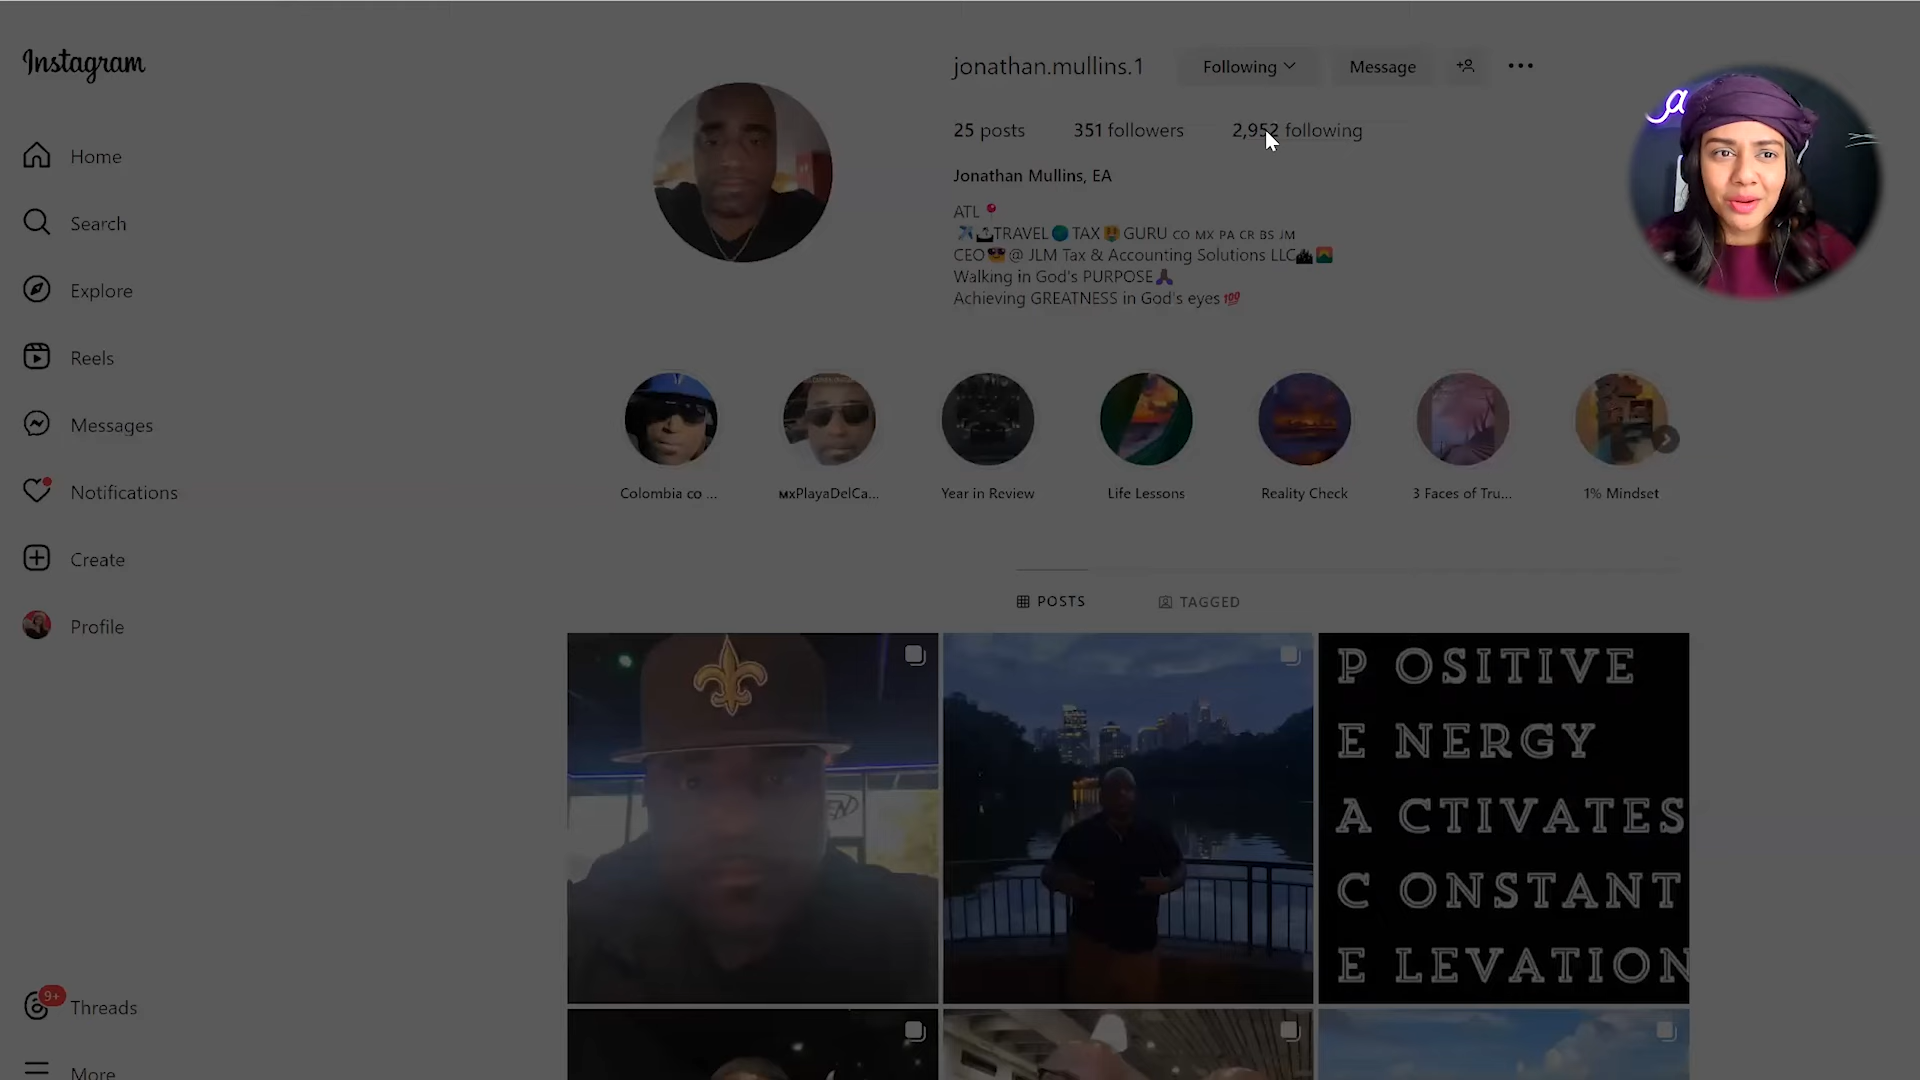 Instagram
Home
Search
Explore
Reels
Messages
Notifications
Create
Profile
9+
Threads
More
jonathan.mullins.1
Following
Message
25 posts
351 followers
2,952 following
Jonathan Mullins, EA
ATL📍
✈️🛳TRAVEL🌎TAX🤑GURU CO MX PA CR BS JM
CEO😎@ JLM Tax & Accounting Solutions LLC
Walking in God's PURPOSE🙏🏿
Achieving GREATNESS in God's eyes💯
Colombia CO ...
MXPlayaDelCa...
Year in Review
Life Lessons
Reality Check
3 Faces of Tru...
1% Mindset
POSTS
TAGGED
P OSITIVE
E NERGY
A CTIVATES
C ONSTANT
E LEVATION